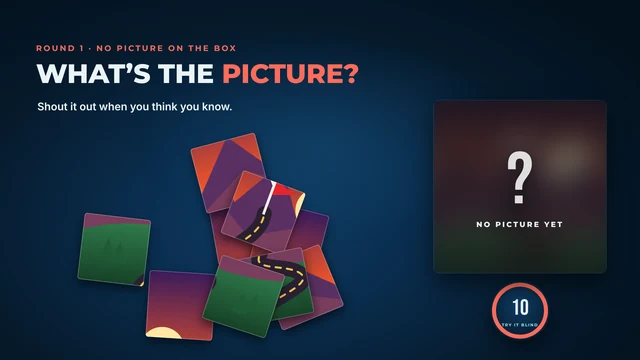 ROUND 1 · NO PICTURE ON THE BOX
WHAT’S THE PICTURE?
Shout it out when you think you know.
?
NO PICTURE YET
10
TRY IT BLIND